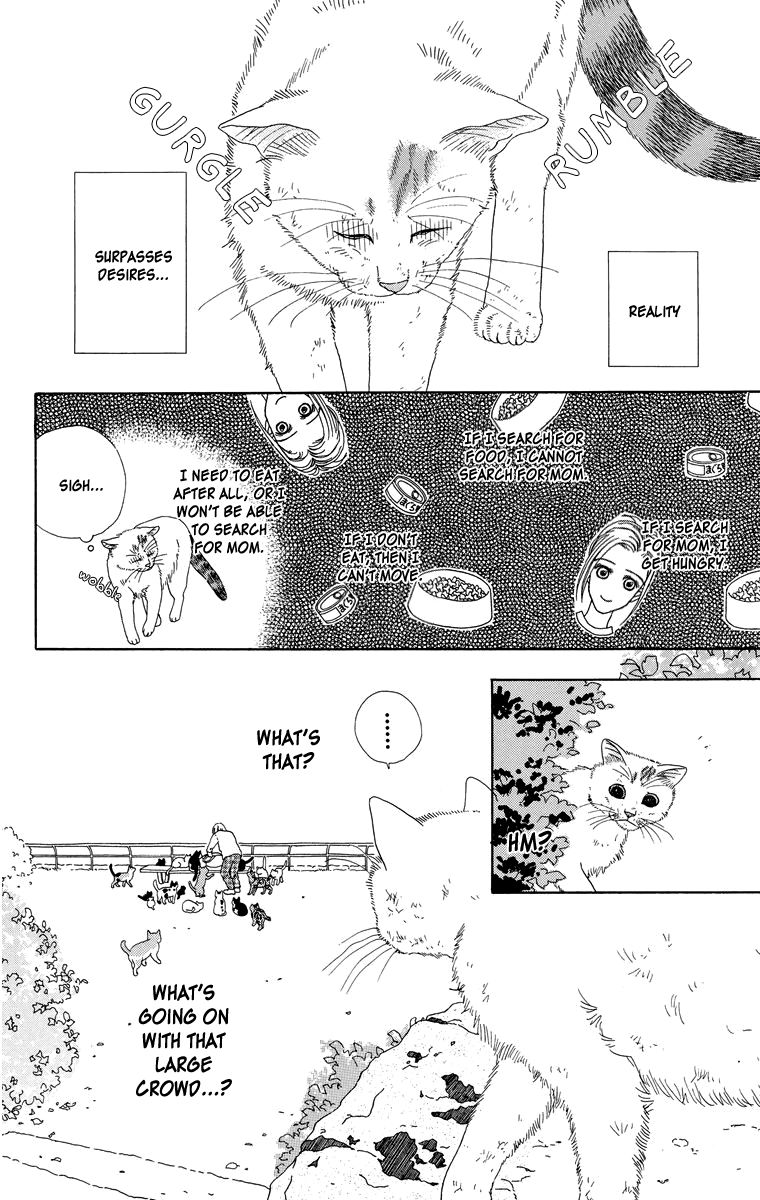 RUMBLE
GURGLE
REALITY
SURPASSES
DESIRES...
IF I SEARCH
FOR MOM, I
GET HUNGRY.
IF I SEARCH FOR
FOOD, I CANNOT
SEARCH FOR MOM.
IF I DON'T
EAT, THEN I
CAN'T MOVE.
I NEED TO EAT
AFTER ALL, OR I
WON'T BE ABLE
TO SEARCH
FOR MOM.
SIGH...
wobble
HM?
......
WHAT'S
THAT?
WHAT'S
GOING ON
WITH THAT
LARGE
CROWD...?